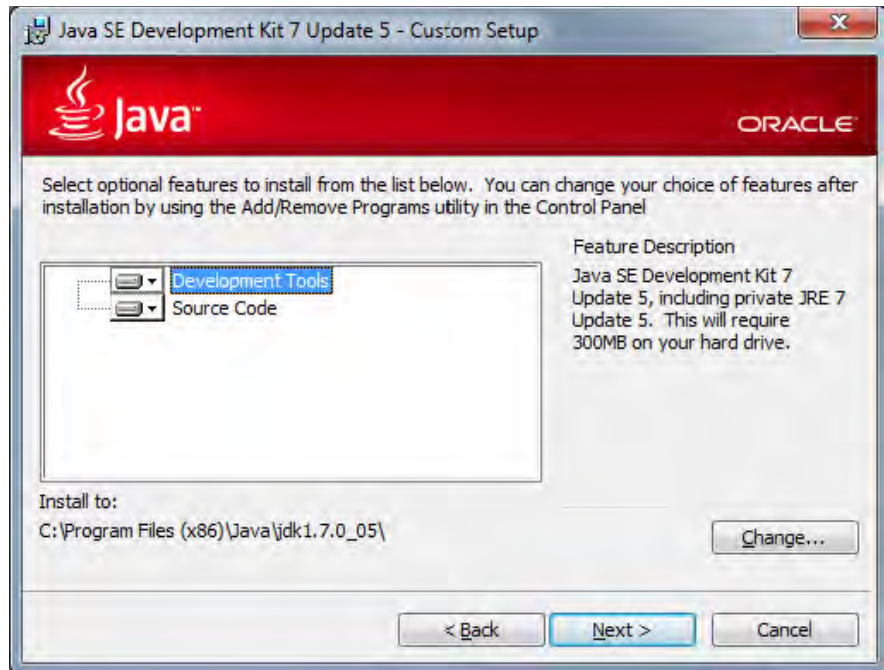 Java SE Development Kit 7 Update 5 - Custom Setup
Java™
ORACLE
Select optional features to install from the list below. You can change your choice of features after
installation by using the Add/Remove Programs utility in the Control Panel
Development Tools
Source Code
Feature Description
Java SE Development Kit 7
Update 5, including private JRE 7
Update 5. This will require
300MB on your hard drive.
Install to:
C:\Program Files (x86)\Java\jdk1.7.0_05\
Change...
< Back
Next >
Cancel